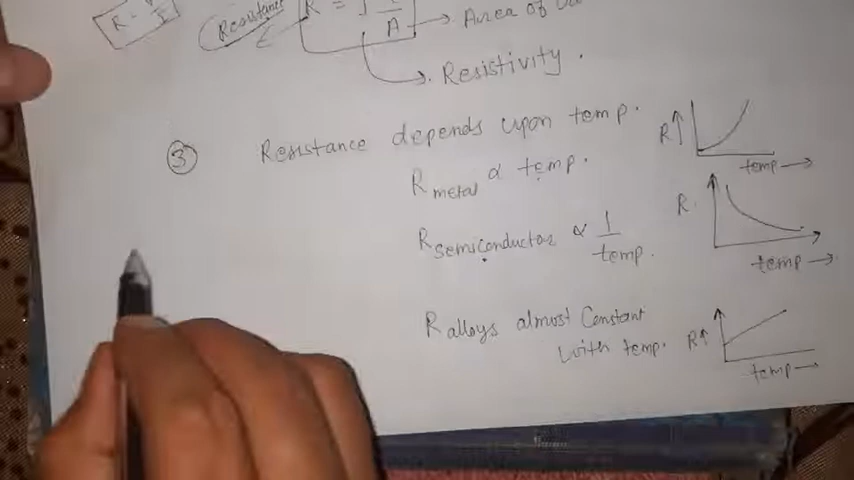 R =
Resistance
R = A → Area of
→ Resistivity.
③ Resistance depends upon temp.
R metal ∝ temp.
R semiconductor ∝ 1/temp.
R alloys almost Constant
with temp.
R↑
temp →
R
temp →
R↑
temp →